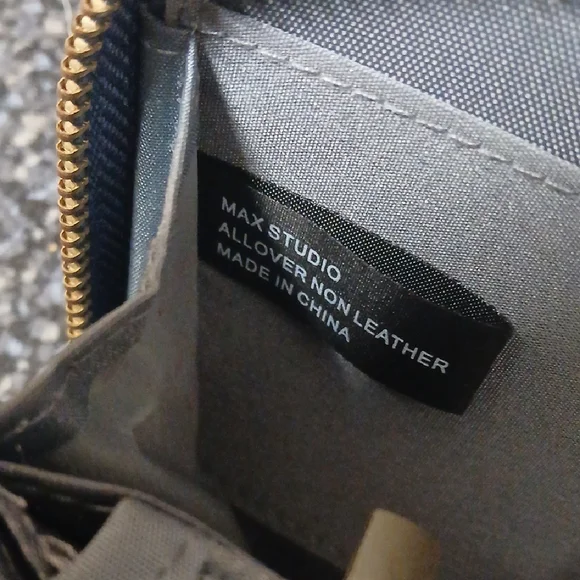 MAX STUDIO
ALLOVER NON LEATHER
MADE IN CHINA